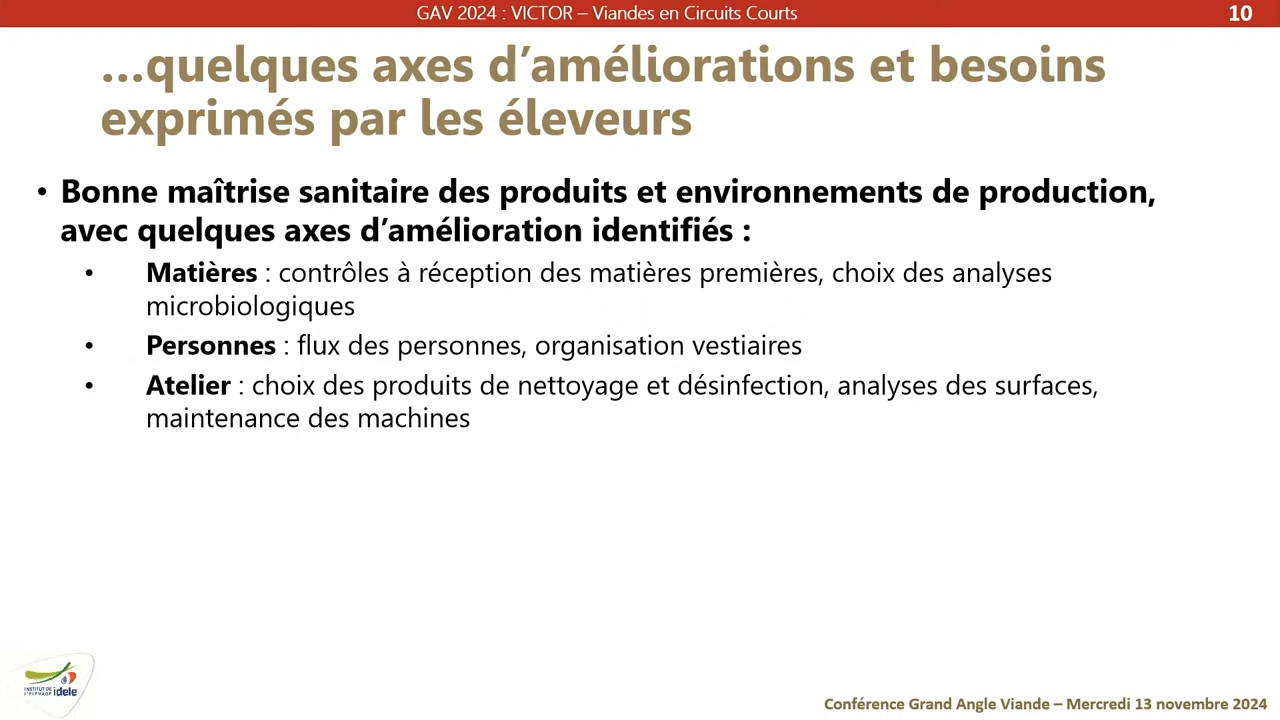 GAV 2024 : VICTOR – Viandes en Circuits Courts
10
...quelques axes d’améliorations et besoins
exprimés par les éleveurs
• Bonne maîtrise sanitaire des produits et environnements de production,
avec quelques axes d’amélioration identifiés :
• Matières : contrôles à réception des matières premières, choix des analyses
microbiologiques
• Personnes : flux des personnes, organisation vestiaires
• Atelier : choix des produits de nettoyage et désinfection, analyses des surfaces,
maintenance des machines
INSTITUT DE
L'ÉLEVAGE idele
Conférence Grand Angle Viande – Mercredi 13 novembre 2024